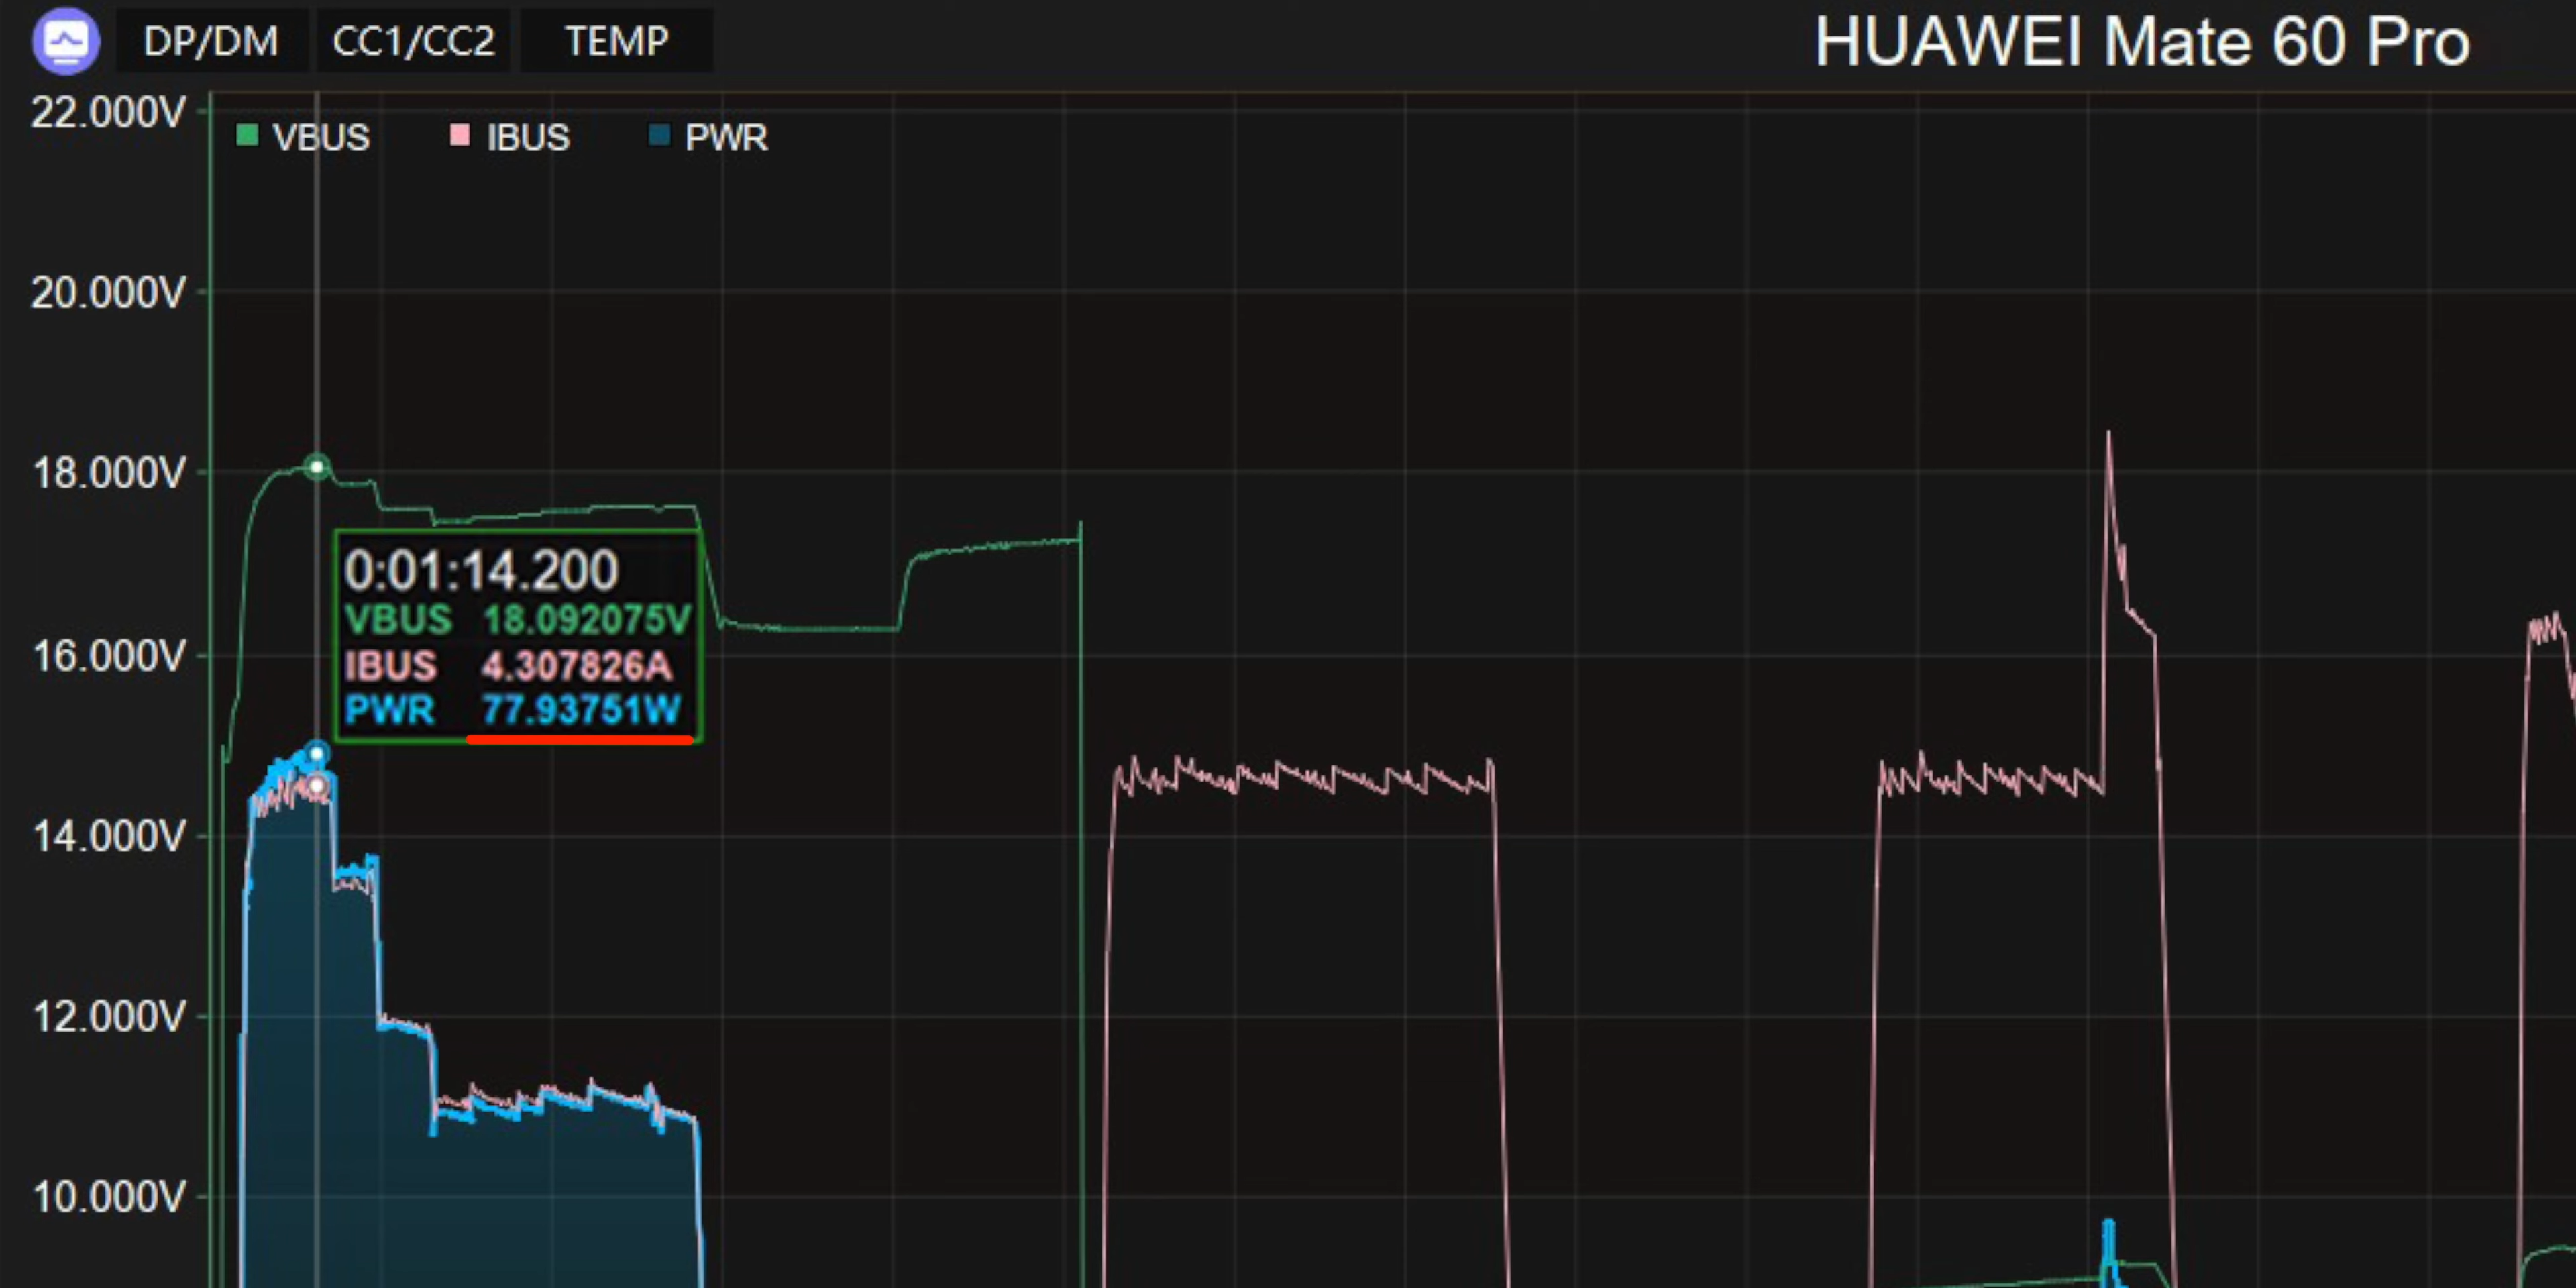 DP/DM CC1/CC2 TEMP
HUAWEI Mate 60 Pro
22.000V
VBUS IBUS PWR
20.000V
18.000V
0:01:14.200
VBUS 18.092075V
IBUS 4.307826A
PWR 77.93751W
16.000V
14.000V
12.000V
10.000V